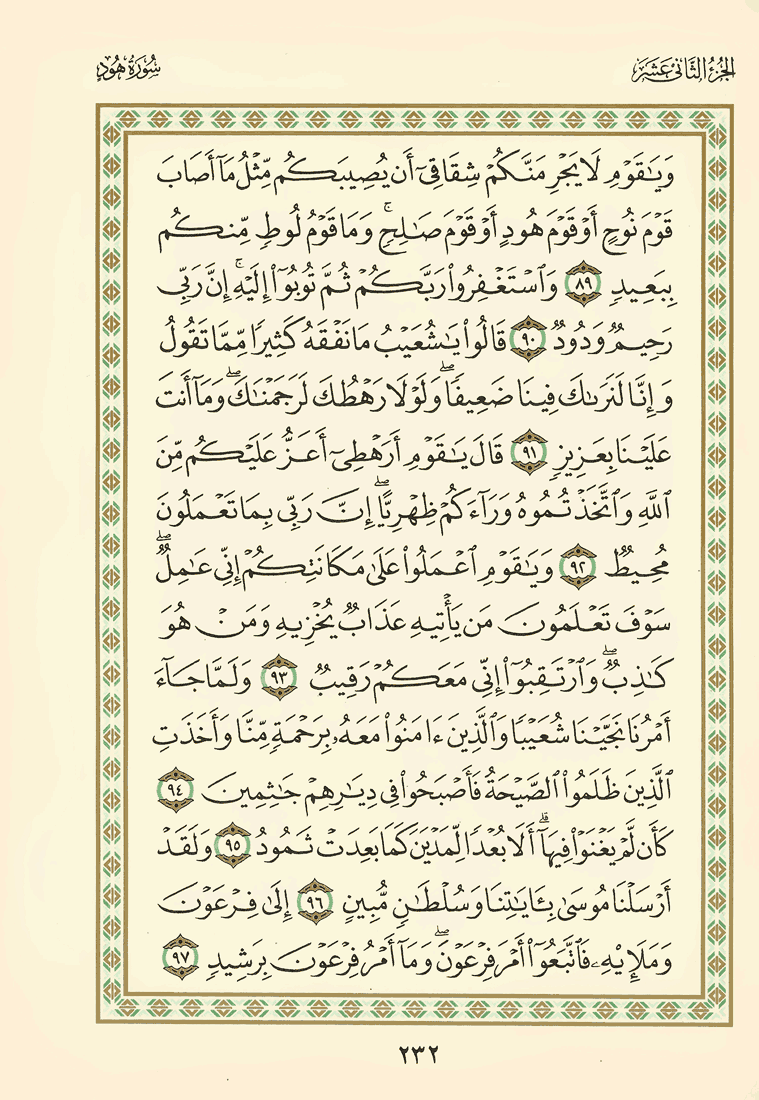 الجزء الثانى عشر
سورة هود
وَيَٰقَوْمِ لَا يَجْرِمَنَّكُمْ شِقَاقِىٓ أَن يُصِيبَكُم مِّثْلُ مَآ أَصَابَ
قَوْمَ نُوحٍ أَوْ قَوْمَ هُودٍ أَوْ قَوْمَ صَٰلِحٍ ۚ وَمَا قَوْمُ لُوطٍ مِّنكُم
بِبَعِيدٍ ٨٩ وَٱسْتَغْفِرُوا۟ رَبَّكُمْ ثُمَّ تُوبُوٓا۟ إِلَيْهِ ۚ إِنَّ رَبِّى
رَحِيمٌ وَدُودٌ ٩٠ قَالُوا۟ يَٰشُعَيْبُ مَا نَفْقَهُ كَثِيرًا مِّمَّا تَقُولُ
وَإِنَّا لَنَرَىٰكَ فِينَا ضَعِيفًا ۖ وَلَوْلَا رَهْطُكَ لَرَجَمْنَٰكَ ۖ وَمَآ أَنتَ
عَلَيْنَا بِعَزِيزٍ ٩١ قَالَ يَٰقَوْمِ أَرَهْطِىٓ أَعَزُّ عَلَيْكُم مِّنَ
ٱللَّهِ وَٱتَّخَذْتُمُوهُ وَرَآءَكُمْ ظِهْرِيًّا ۖ إِنَّ رَبِّى بِمَا تَعْمَلُونَ
مُحِيطٌ ٩٢ وَيَٰقَوْمِ ٱعْمَلُوا۟ عَلَىٰ مَكَانَتِكُمْ إِنِّى عَٰمِلٌ ۖ
سَوْفَ تَعْلَمُونَ مَن يَأْتِيهِ عَذَابٌ يُخْزِيهِ وَمَنْ هُوَ
كَٰذِبٌ ۖ وَٱرْتَقِبُوٓا۟ إِنِّى مَعَكُمْ رَقِيبٌ ٩٣ وَلَمَّا جَآءَ
أَمْرُنَا نَجَّيْنَا شُعَيْبًا وَٱلَّذِينَ ءَامَنُوا۟ مَعَهُۥ بِرَحْمَةٍ مِّنَّا وَأَخَذَتِ
ٱلَّذِينَ ظَلَمُوا۟ ٱلصَّيْحَةُ فَأَصْبَحُوا۟ فِى دِيَٰرِهِمْ جَٰثِمِينَ ٩٤
كَأَن لَّمْ يَغْنَوْا۟ فِيهَآ ۗ أَلَا بُعْدًا لِّمَدْيَنَ كَمَا بَعِدَتْ ثَمُودُ ٩٥ وَلَقَدْ
أَرْسَلْنَا مُوسَىٰ بِـَٔايَٰتِنَا وَسُلْطَٰنٍ مُّبِينٍ ٩٦ إِلَىٰ فِرْعَوْنَ
وَمَلَإِي۟هِۦ فَٱتَّبَعُوٓا۟ أَمْرَ فِرْعَوْنَ ۖ وَمَآ أَمْرُ فِرْعَوْنَ بِرَشِيدٍ ٩٧
٢٣٢